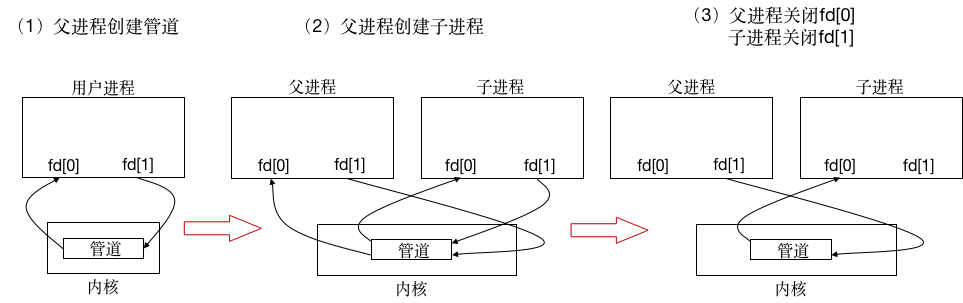 （1）父进程创建管道
（2）父进程创建子进程
（3）父进程关闭fd[0]
子进程关闭fd[1]
用户进程
fd[0]
fd[1]
管道
内核
父进程
子进程
fd[0]
fd[1]
fd[0]
fd[1]
管道
内核
父进程
子进程
fd[0]
fd[1]
fd[0]
fd[1]
管道
内核